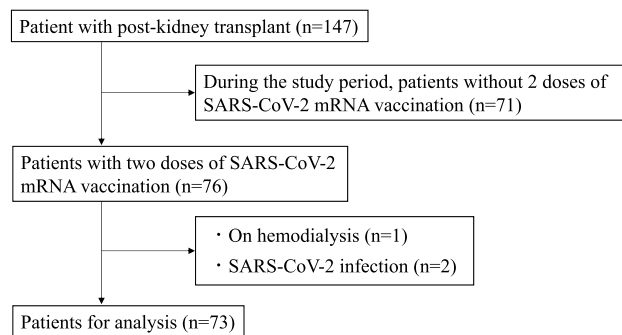 Patient with post-kidney transplant (n=147)
During the study period, patients without 2 doses of
SARS-CoV-2 mRNA vaccination (n=71)
Patients with two doses of SARS-CoV-2
mRNA vaccination (n=76)
・On hemodialysis (n=1)
・SARS-CoV-2 infection (n=2)
Patients for analysis (n=73)